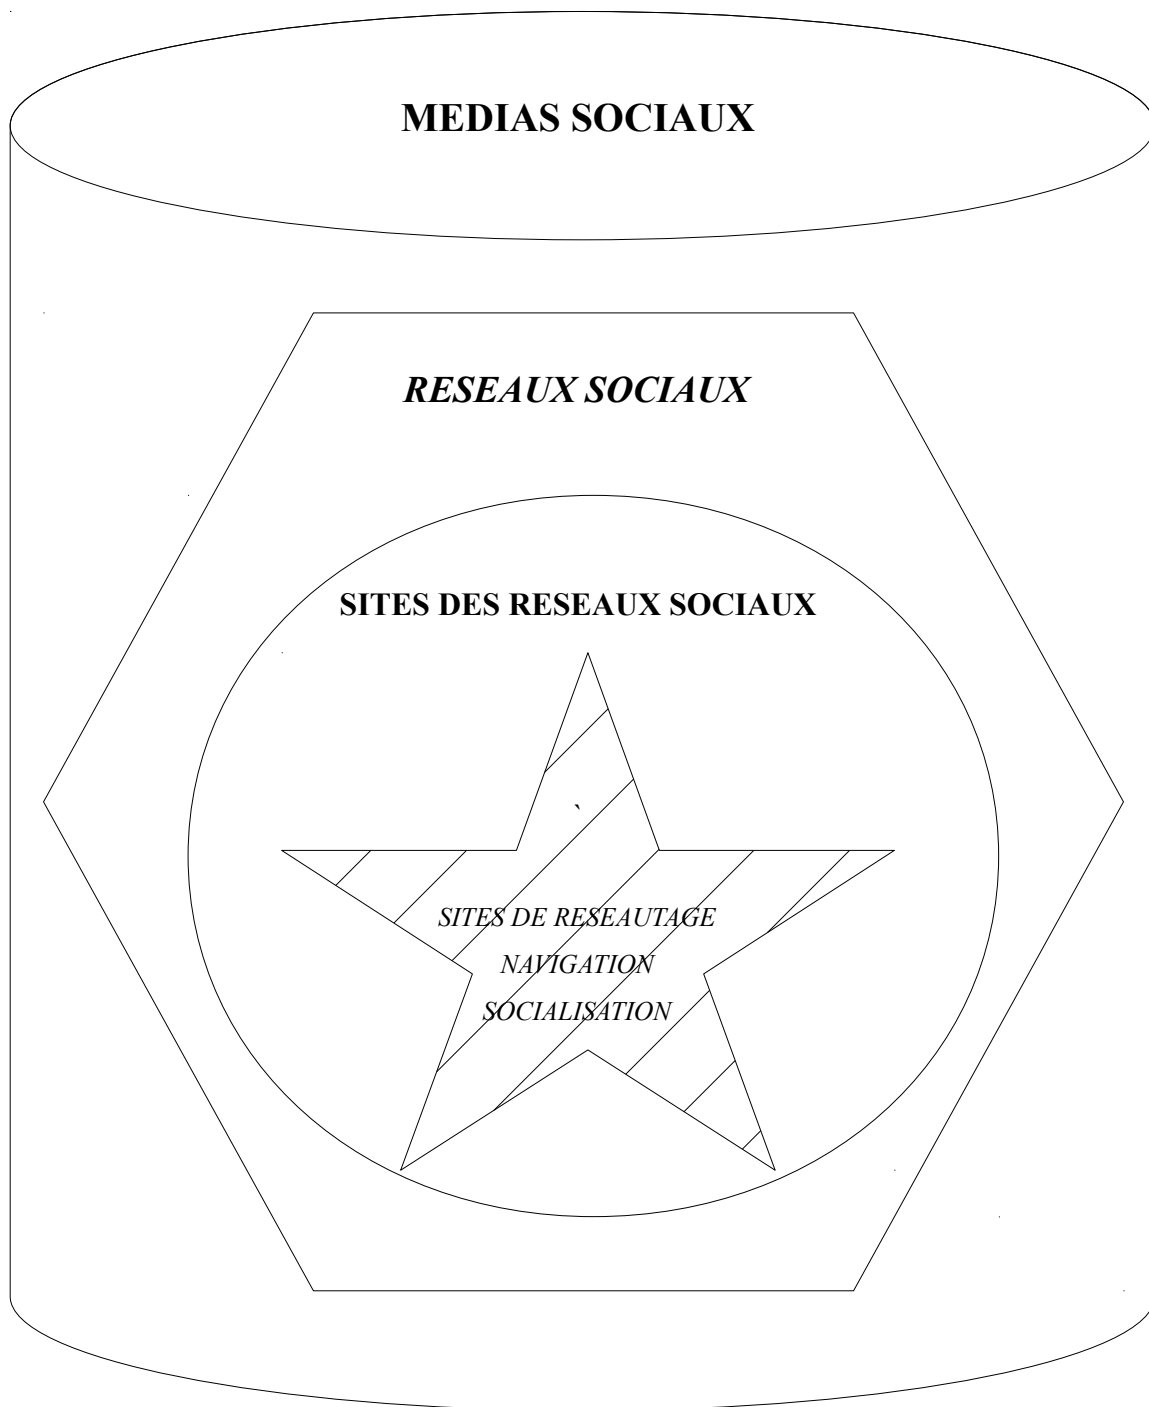 MEDIAS SOCIAUX
RESEAUX SOCIAUX
SITES DES RESEAUX SOCIAUX
SITES DE RESEAUTAGE
NAVIGATION
SOCIALISATION